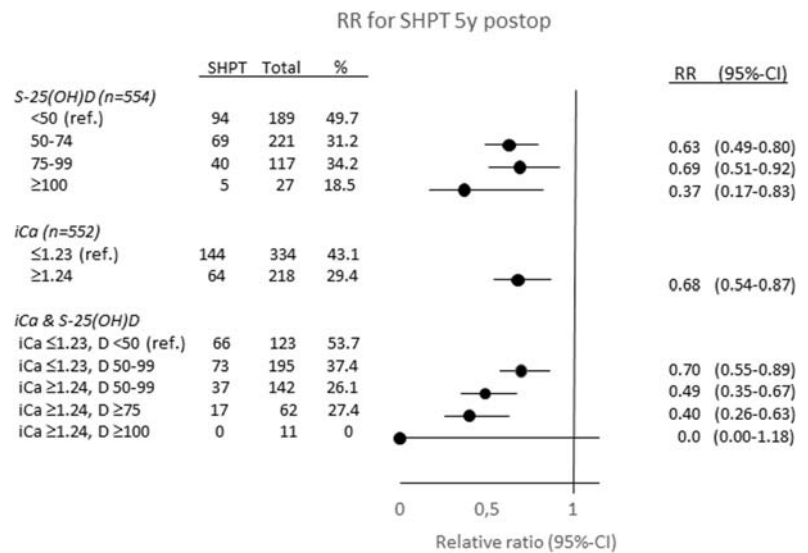 RR for SHPT 5y postop
SHPT Total % RR (95%-CI)
S-25(OH)D (n=554)
<50 (ref.) 94 189 49.7
50-74 69 221 31.2 0.63 (0.49-0.80)
75-99 40 117 34.2 0.69 (0.51-0.92)
≥100 5 27 18.5 0.37 (0.17-0.83)
iCa (n=552)
≤1.23 (ref.) 144 334 43.1
≥1.24 64 218 29.4 0.68 (0.54-0.87)
iCa & S-25(OH)D
iCa ≤1.23, D <50 (ref.) 66 123 53.7
iCa ≤1.23, D 50-99 73 195 37.4 0.70 (0.55-0.89)
iCa ≥1.24, D 50-99 37 142 26.1 0.49 (0.35-0.67)
iCa ≥1.24, D ≥75 17 62 27.4 0.40 (0.26-0.63)
iCa ≥1.24, D ≥100 0 11 0 0.0 (0.00-1.18)
0 0,5 1
Relative ratio (95%-CI)